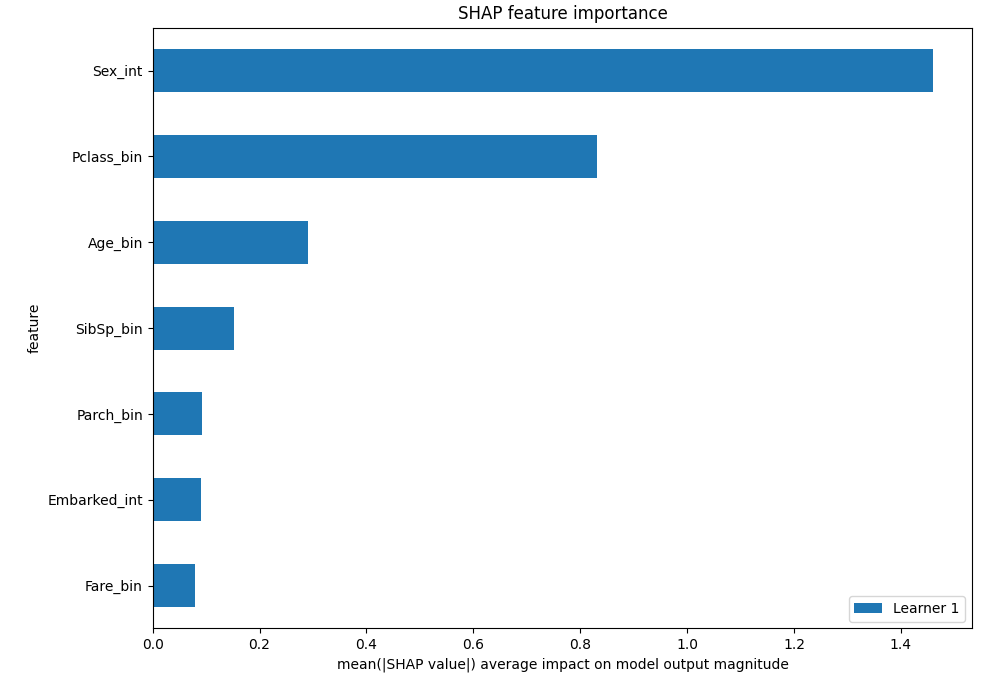 SHAP feature importance
Sex_int
Pclass_bin
Age_bin
SibSp_bin
Parch_bin
Embarked_int
Fare_bin
feature
Learner 1
0.0 0.2 0.4 0.6 0.8 1.0 1.2 1.4
mean(|SHAP value|) average impact on model output magnitude